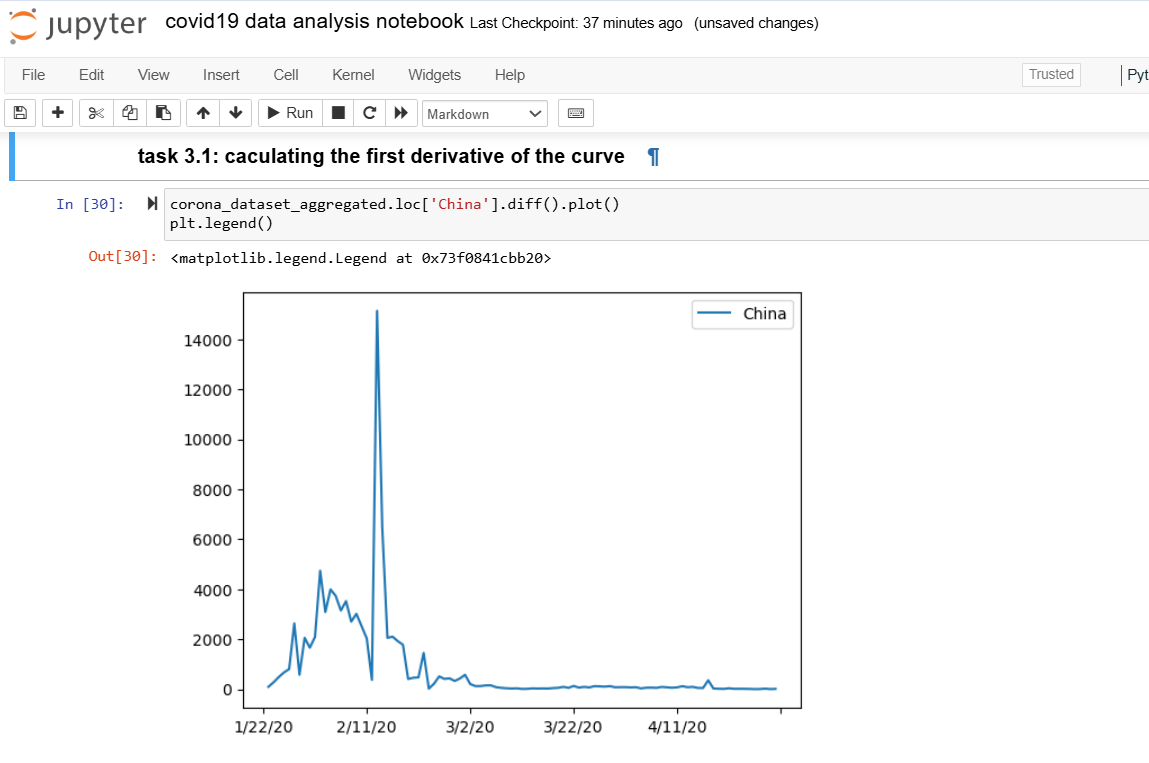 jupyter covid19 data analysis notebook Last Checkpoint: 37 minutes ago (unsaved changes)
File Edit View Insert Cell Kernel Widgets Help Trusted Pyt
Run Markdown
task 3.1: caculating the first derivative of the curve ¶
In [30]: corona_dataset_aggregated.loc['China'].diff().plot()
plt.legend()
Out[30]: <matplotlib.legend.Legend at 0x73f0841cbb20>
China
14000
12000
10000
8000
6000
4000
2000
0
1/22/20 2/11/20 3/2/20 3/22/20 4/11/20